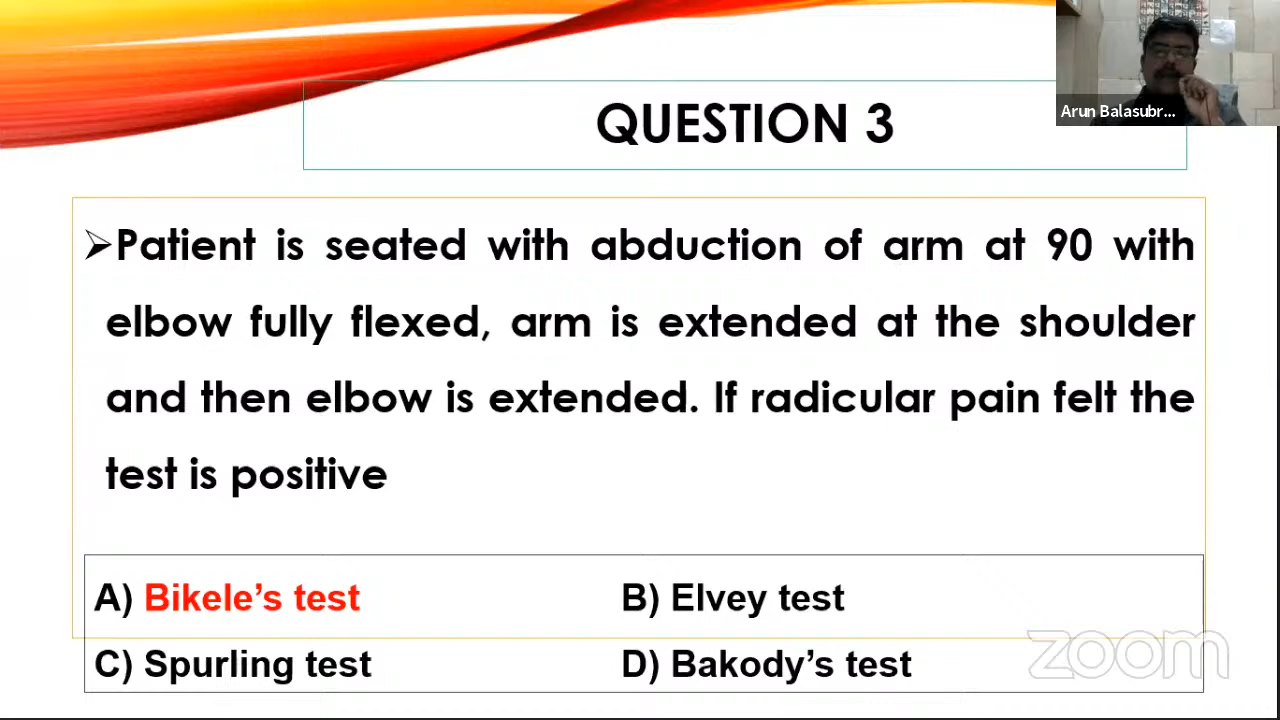 Arun Balasubr...
QUESTION 3
➢Patient is seated with abduction of arm at 90 with
elbow fully flexed, arm is extended at the shoulder
and then elbow is extended. If radicular pain felt the
test is positive
A) Bikele’s test
B) Elvey test
C) Spurling test
D) Bakody’s test
zoom